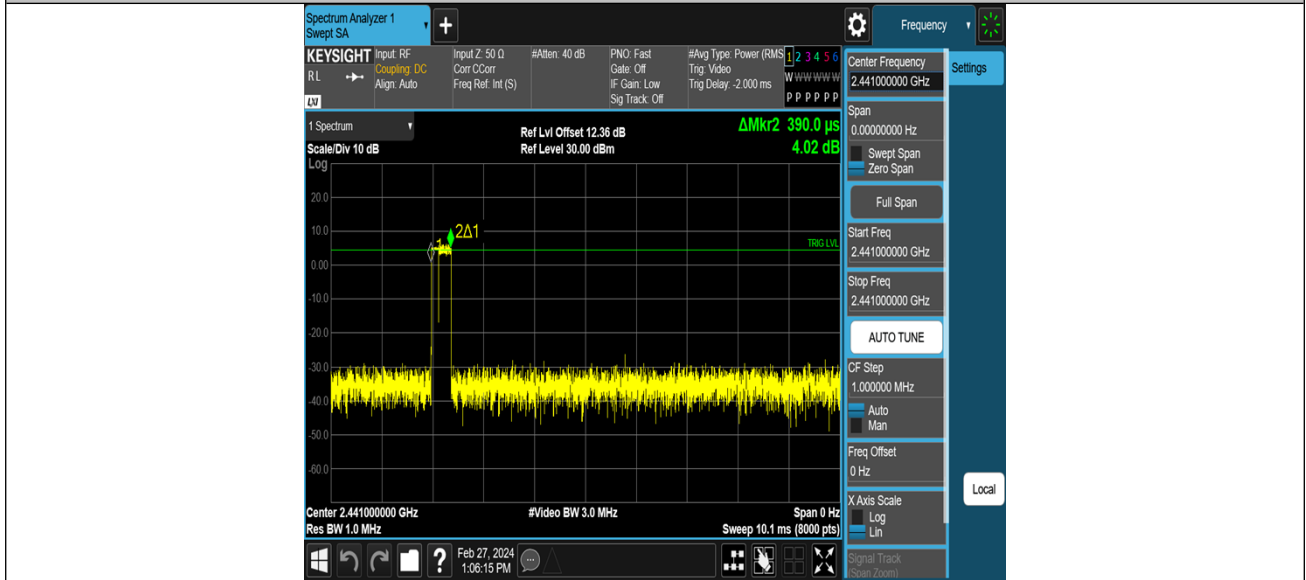 Spectrum Analyzer 1
Swept SA
+
Frequency
KEYSIGHT
RL
LXI
Input: RF
Coupling: DC
Align: Auto
Input Z: 50 Ω
Corr CCorr
Freq Ref: Int (S)
#Atten: 40 dB
PNO: Fast
Gate: Off
IF Gain: Low
Sig Track: Off
#Avg Type: Power (RMS
Trig: Video
Trig Delay: -2.000 ms
1 2 3 4 5 6
W W W W W W
P P P P P P
1 Spectrum
Scale/Div 10 dB
Log
Ref Lvl Offset 12.36 dB
Ref Level 30.00 dBm
ΔMkr2 390.0 µs
4.02 dB
20.0
10.0
0.00
-10.0
-20.0
-30.0
-40.0
-50.0
-60.0
1
2Δ1
TRIG LVL
Center 2.441000000 GHz
Res BW 1.0 MHz
#Video BW 3.0 MHz
Span 0 Hz
Sweep 10.1 ms (8000 pts)
Center Frequency
2.441000000 GHz
Settings
Span
0.00000000 Hz
Swept Span
Zero Span
Full Span
Start Freq
2.441000000 GHz
Stop Freq
2.441000000 GHz
AUTO TUNE
CF Step
1.000000 MHz
Auto
Man
Freq Offset
0 Hz
X Axis Scale
Log
Lin
Signal Track
(Span Zoom)
Local
?
Feb 27, 2024
1:06:15 PM